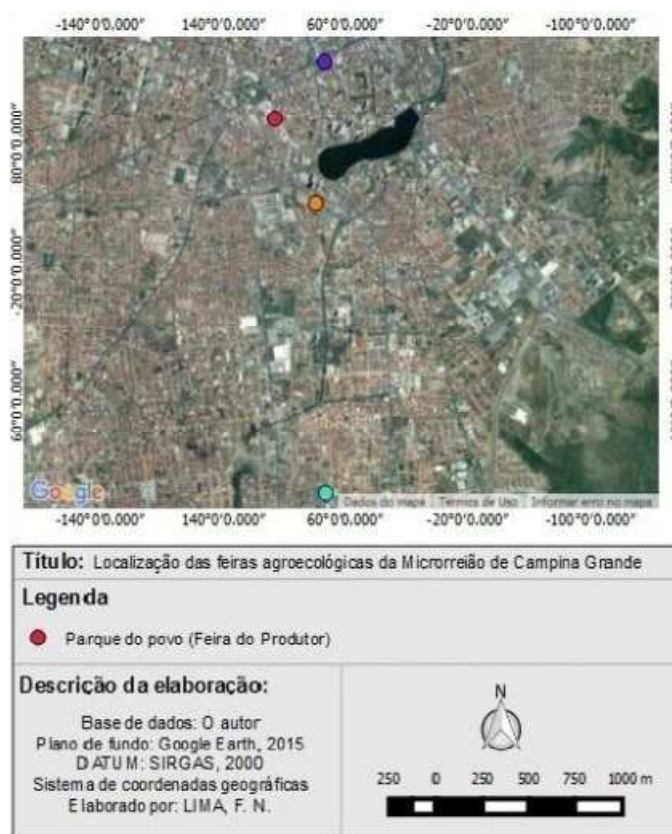 -140°0'0.000" 140°0'0.000" 60°0'0.000" -20°0'0.000" -100°0'0.000"
80°0'0.000"
-20°0'0.000"
60°0'0.000"
Google
Dados do mapa Termos de Uso Informar erro no mapa
-140°0'0.000" 140°0'0.000" 60°0'0.000" -20°0'0.000" -100°0'0.000"
Título: Localização das feiras agroecológicas da Microrreião de Campina Grande
Legenda
Parque do povo (Feira do Produtor)
Descrição da elaboração:
Base de dados: O autor
Plano de fundo: Google Earth, 2015
DATUM: SIRGAS, 2000
Sistema de coordenadas geográficas
Elaborado por: LIMA, F. N.
N
250 0 250 500 750 1000 m